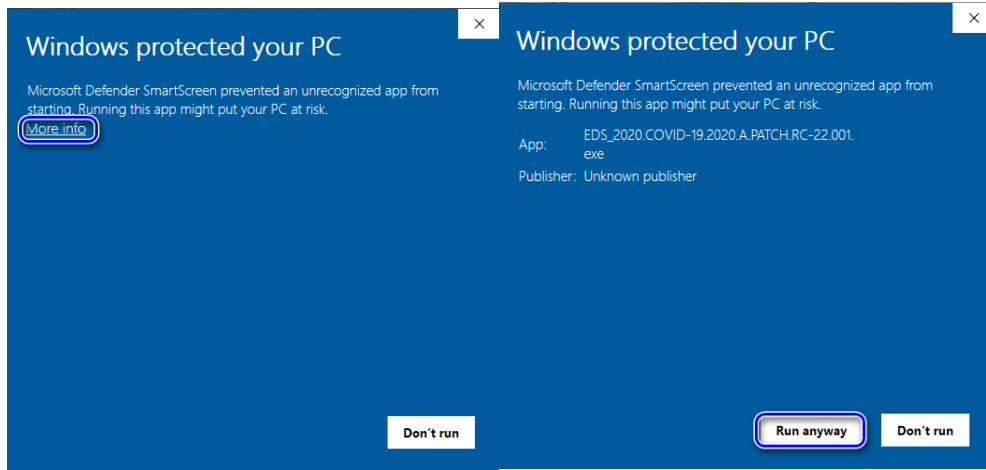 Windows protected your PC
Microsoft Defender SmartScreen prevented an unrecognized app from
starting. Running this app might put your PC at risk.
More info
Don't run
Windows protected your PC
Microsoft Defender SmartScreen prevented an unrecognized app from
starting. Running this app might put your PC at risk.
App: EDS_2020.COVID-19.2020.A.PATCH.RC-22.001.
exe
Publisher: Unknown publisher
Run anyway
Don't run